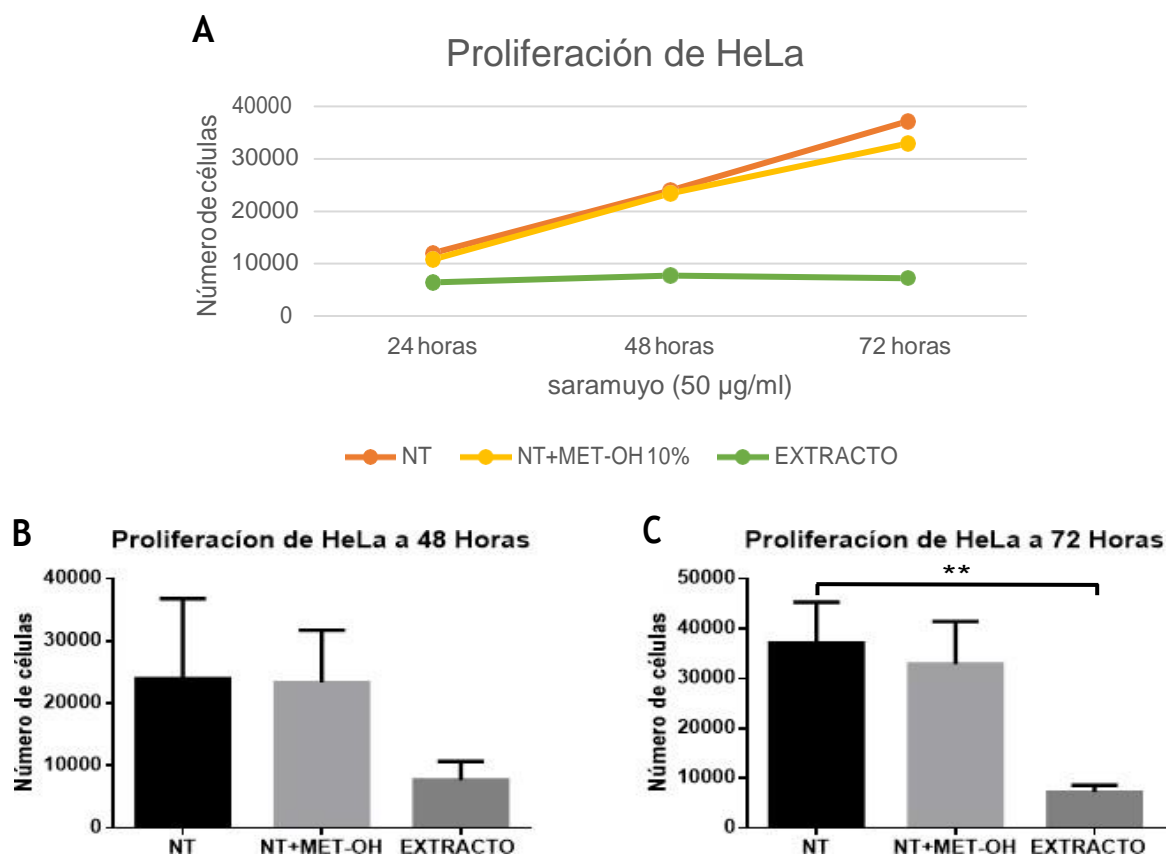 A
Proliferación de HeLa
Número de células
40000
30000
20000
10000
0
24 horas 48 horas 72 horas
saramuyo (50 µg/ml)
NT NT+MET-OH 10% EXTRACTO
B
Proliferacíon de HeLa a 48 Horas
Número de células
40000
30000
20000
10000
0
NT NT+MET-OH EXTRACTO
C
Proliferacíon de HeLa a 72 Horas
**
Número de células
50000
40000
30000
20000
10000
0
NT NT+MET-OH EXTRACTO